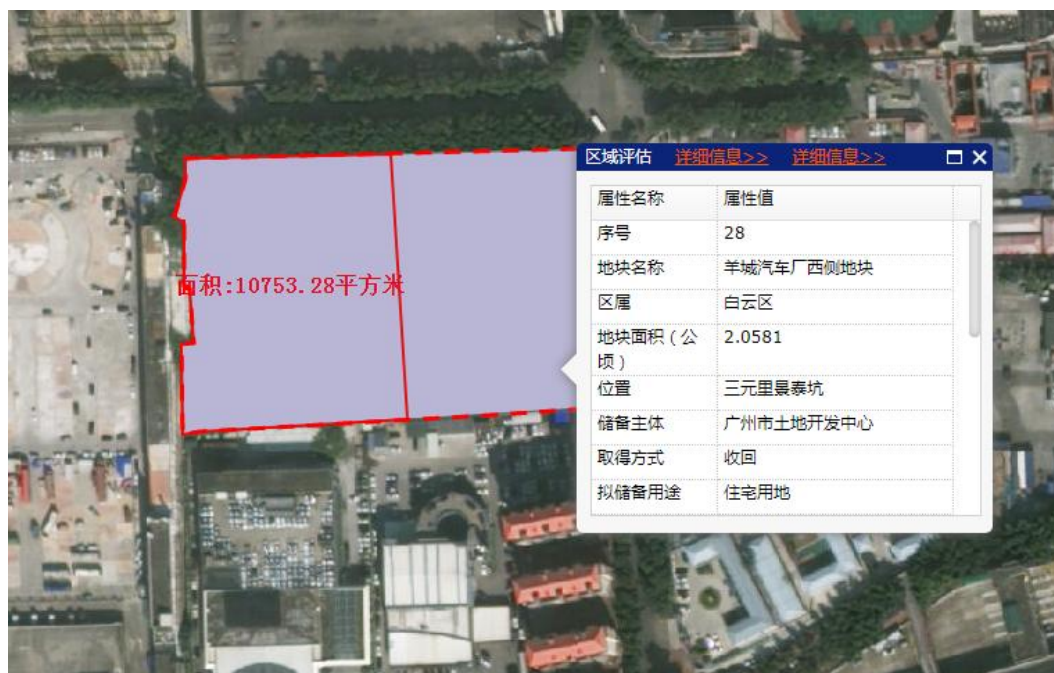 区域评估 详细信息>> 详细信息>>
属性名称 属性值
序号 28
地块名称 羊城汽车厂西侧地块
区属 白云区
地块面积（公
顷） 2.0581
位置 三元里景泰坑
储备主体 广州市土地开发中心
取得方式 收回
拟储备用途 住宅用地
面积:10753.28平方米